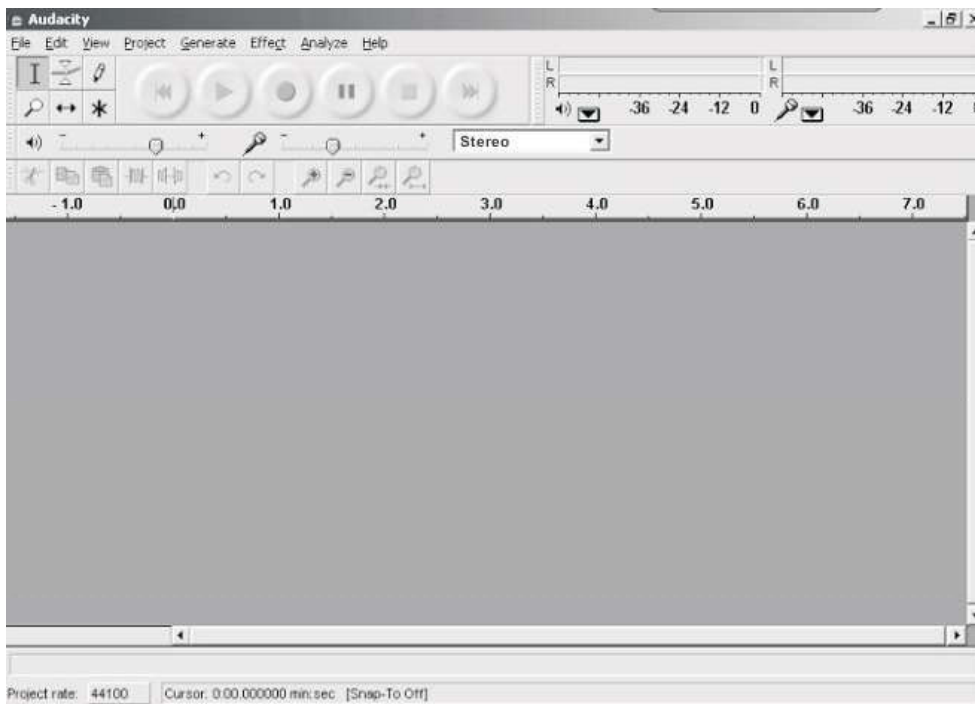 Audacity
File Edit View Project Generate Effect Analyze Help
L L
R R
-36 -24 -12 0 -36 -24 -12
Stereo
- 1.0 0,0 1.0 2.0 3.0 4.0 5.0 6.0 7.0
Project rate: 44100 Cursor: 0:00.000000 min:sec [Snap-To Off]